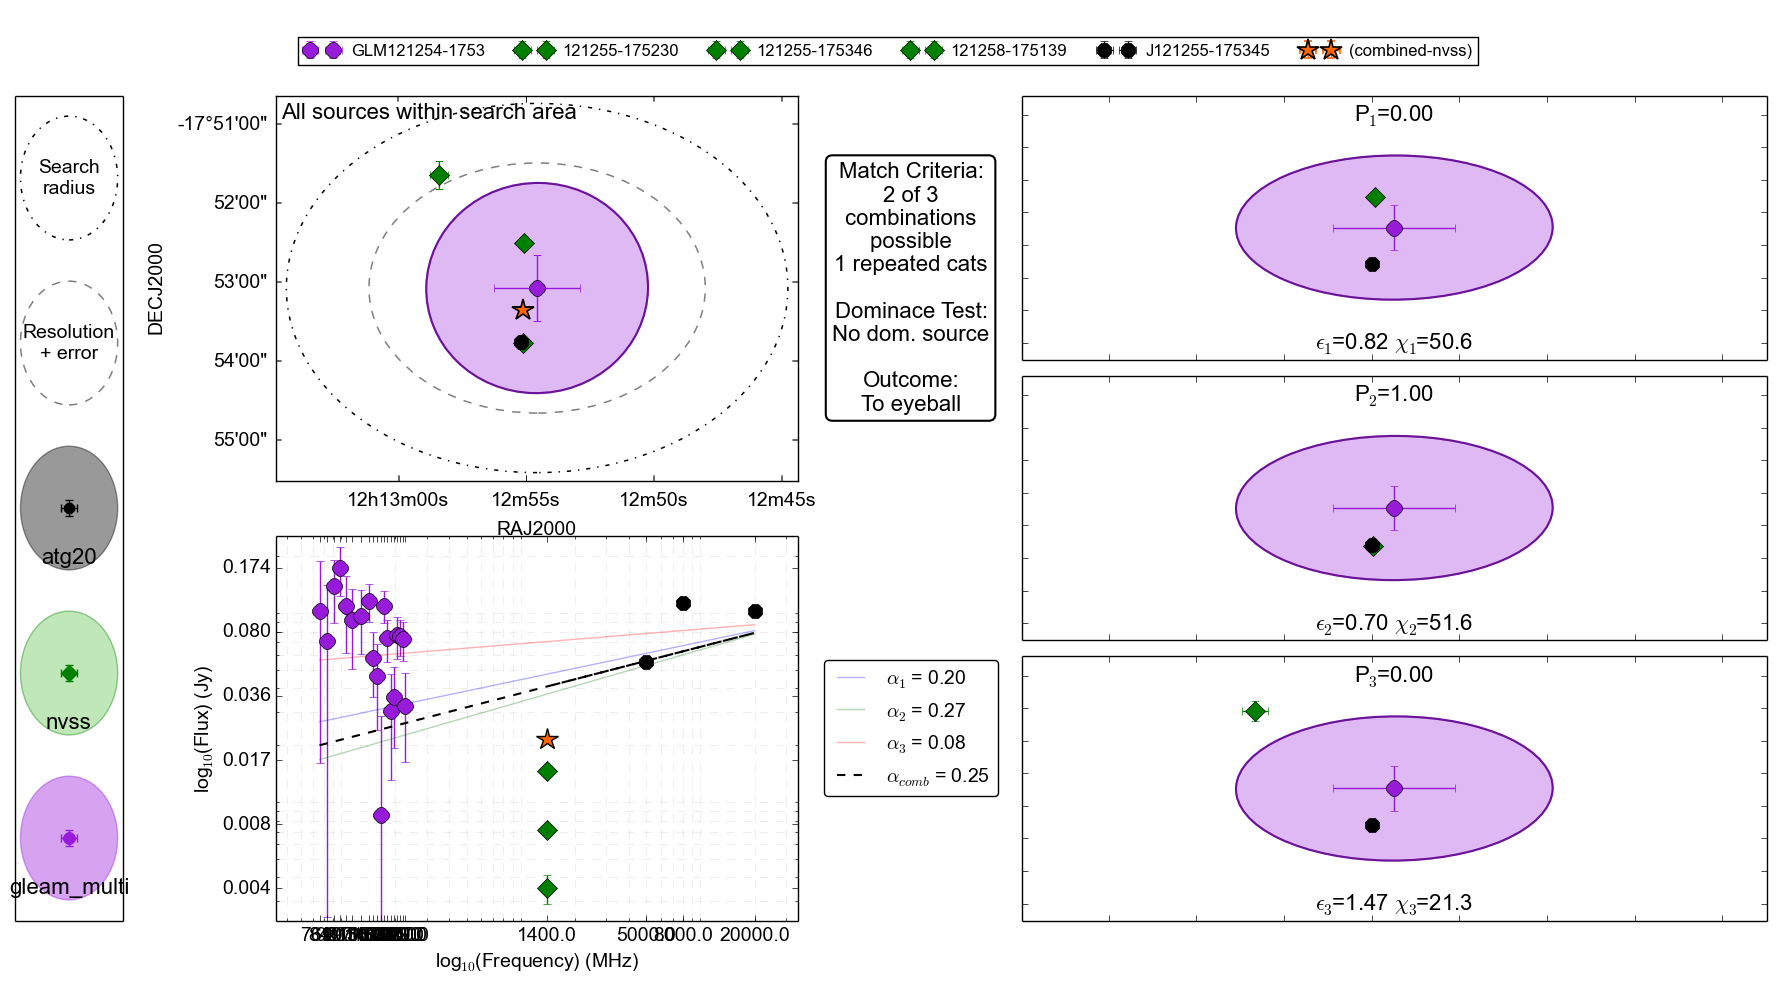 GLM121254-1753 121255-175230 121255-175346 121258-175139 J121255-175345 (combined-nvss)
Search
radius
Resolution
+ error
atg20
nvss
gleam_multi
All sources within search area
-17°51'00"
52'00"
53'00"
54'00"
55'00"
DECJ2000
12h13m00s 12m55s 12m50s 12m45s
RAJ2000
Match Criteria:
2 of 3
combinations
possible
1 repeated cats
Dominace Test:
No dom. source
Outcome:
To eyeball
0.174
0.080
0.036
0.017
0.008
0.004
log10(Flux) (Jy)
1400.0 5000.0 8000.0 20000.0
log10(Frequency) (MHz)
α1 = 0.20
α2 = 0.27
α3 = 0.08
αcomb = 0.25
P1=0.00
ϵ1=0.82 χ1=50.6
P2=1.00
ϵ2=0.70 χ2=51.6
P3=0.00
ϵ3=1.47 χ3=21.3